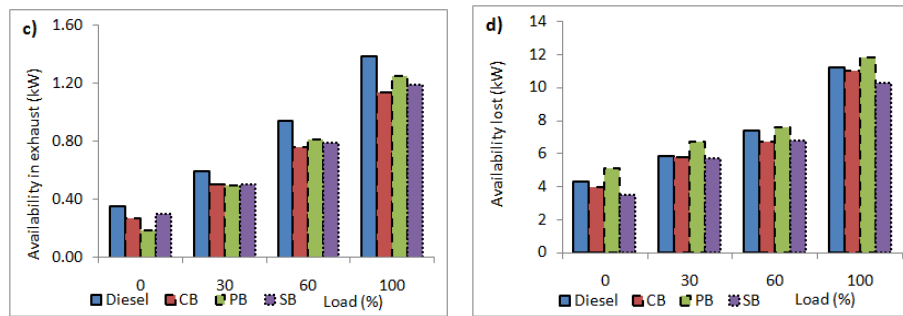 c)
Availability in exhaust (kW)
1.60
1.20
0.80
0.40
0.00
0 30 60 100
Diesel CB PB SB Load (%)
d)
Availability lost (kW)
14
12
10
8
6
4
2
0
0 30 60 100
Diesel CB PB SB Load (%)